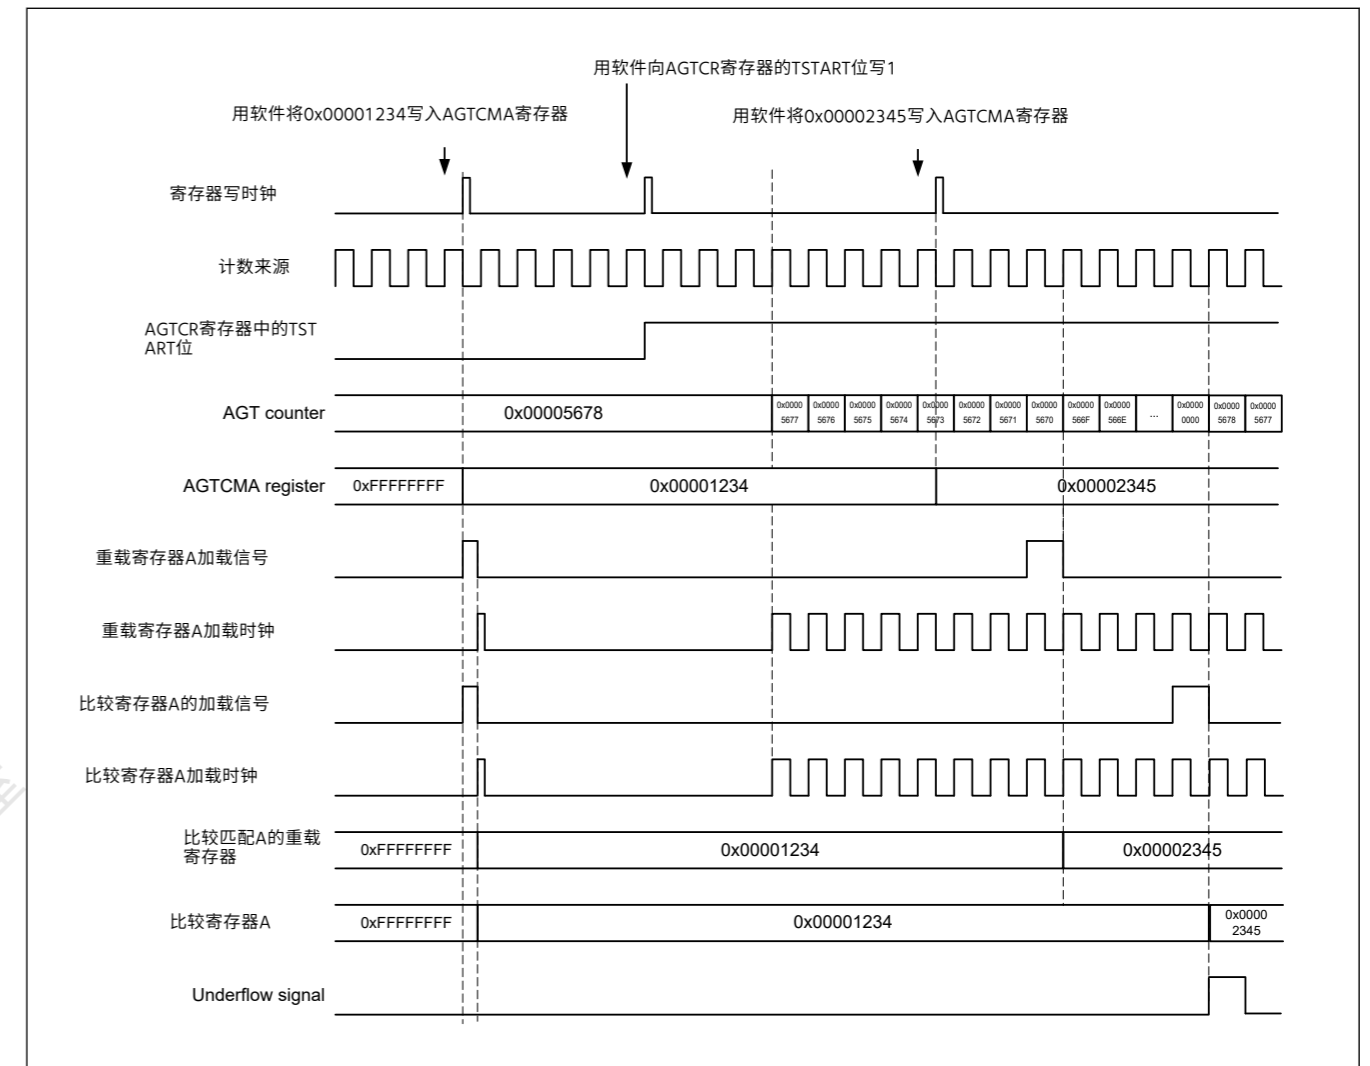 用软件向AGTCR寄存器的TSTART位写1
用软件将0x00001234写入AGTCMA寄存器
用软件将0x00002345写入AGTCMA寄存器
寄存器写时钟
计数来源
AGTCR寄存器中的TST
ART位
AGT counter
0x00005678
0x0000
5677
0x0000
5676
0x0000
5675
0x0000
5674
0x0000
5673
0x0000
5672
0x0000
5671
0x0000
5670
0x0000
566F
0x0000
566E
...
0x0000
0000
0x0000
5678
0x0000
5677
AGTCMA register
0xFFFFFFFF
0x00001234
0x00002345
重载寄存器A加载信号
重载寄存器A加载时钟
比较寄存器A的加载信号
比较寄存器A加载时钟
比较匹配A的重载
寄存器
0xFFFFFFFF
0x00001234
0x00002345
比较寄存器A
0xFFFFFFFF
0x00001234
0x0000
2345
Underflow signal